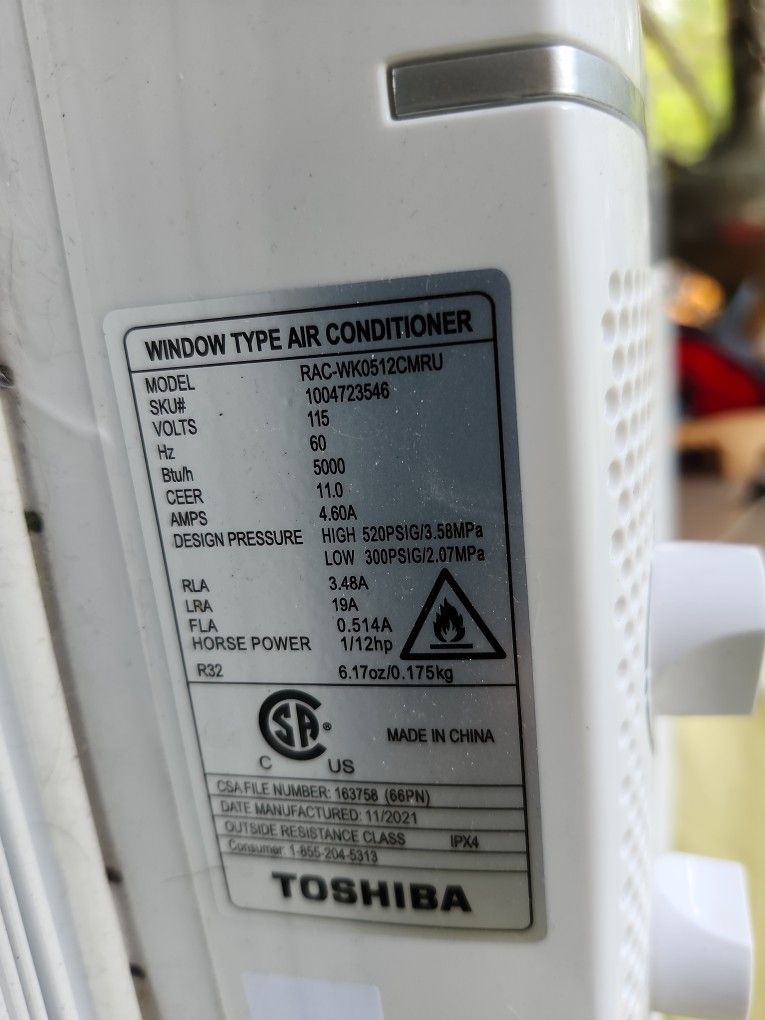 WINDOW TYPE AIR CONDITIONER
MODEL RAC-WK0512CMRU
SKU# 1004723546
VOLTS 115
Hz 60
Btu/h 5000
CEER 11.0
AMPS 4.60A
DESIGN PRESSURE HIGH 520PSIG/3.58MPa
LOW 300PSIG/2.07MPa
RLA 3.48A
LRA 19A
FLA 0.514A
HORSE POWER 1/12hp
R32 6.17oz/0.175kg
SA ®
C US
MADE IN CHINA
CSA FILE NUMBER: 163758 (66PN)
DATE MANUFACTURED: 11/2021
OUTSIDE RESISTANCE CLASS IPX4
Consumer: 1-855-204-5313
TOSHIBA